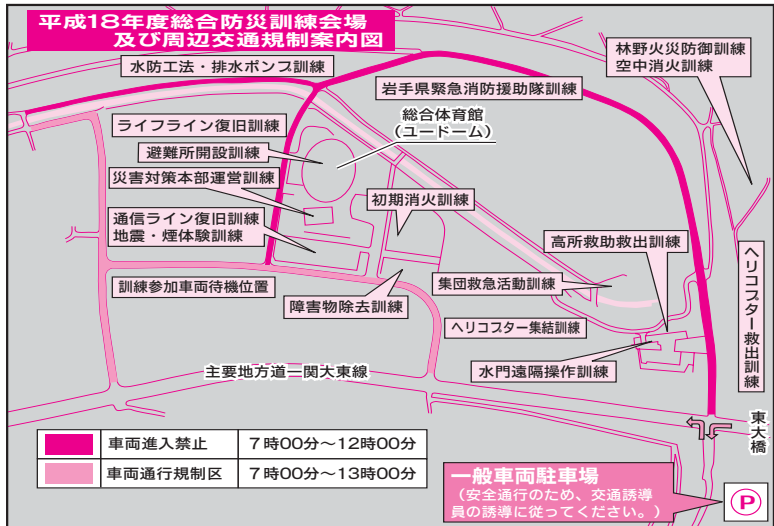 平成18年度総合防災訓練会場
及び周辺交通規制案内図
水防工法・排水ポンプ訓練
林野火災防御訓練
空中消火訓練
岩手県緊急消防援助隊訓練
総合体育館
（ユードーム）
ライフライン復旧訓練
避難所開設訓練
災害対策本部運営訓練
初期消火訓練
通信ライン復旧訓練
地震・煙体験訓練
高所救助救出訓練
ヘリコプター救出訓練
訓練参加車両待機位置
集団救急活動訓練
障害物除去訓練
ヘリコプター集結訓練
主要地方道一関大東線
水門遠隔操作訓練
東大橋
車両進入禁止 7時00分〜12時00分
車両通行規制区 7時00分〜13時00分
一般車両駐車場
（安全通行のため、交通誘導
員の誘導に従ってください。）
P